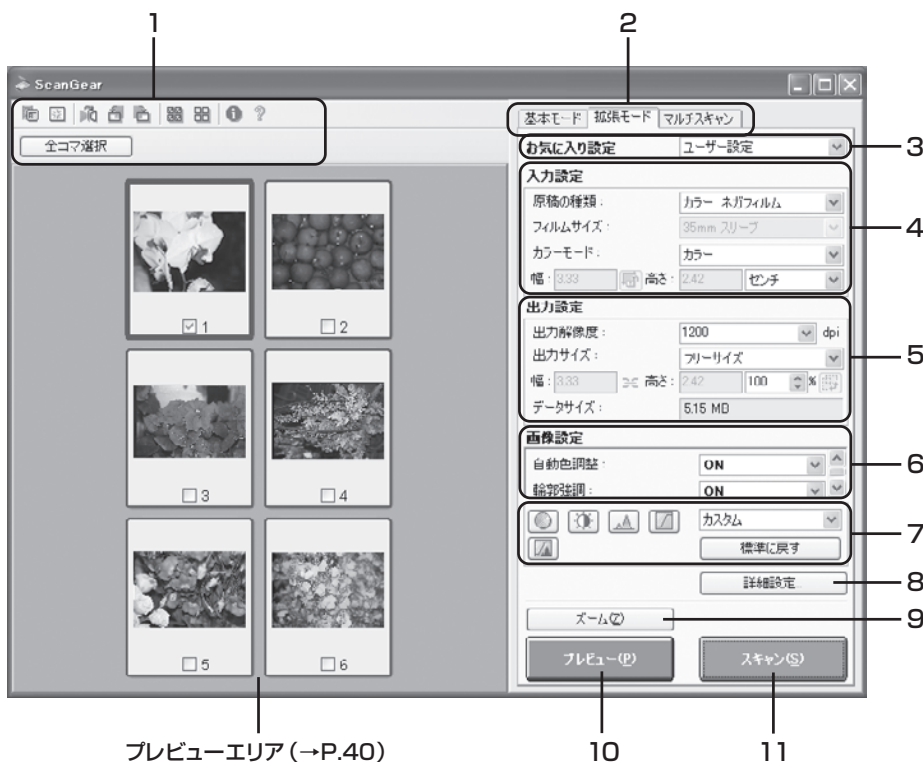 1
2
ScanGear
基本モード 拡張モード マルチスキャン
全コマ選択
お気に入り設定 ユーザー設定
3
入力設定
原稿の種類: カラー ネガフィルム
フィルムサイズ: 35mm スリーブ
カラーモード: カラー
幅: 3.33 高さ: 2.42 センチ
4
出力設定
出力解像度: 1200 dpi
出力サイズ: フリーサイズ
幅: 3.33 高さ: 2.42 100 %
データサイズ: 5.15 MB
5
画像設定
自動色調整: ON
輪郭強調: ON
6
カスタム
標準に戻す
7
詳細設定...
8
ズーム(Z)
9
プレビュー(P) スキャン(S)
1
2
3
4
5
6
プレビューエリア(→P.40)
10
11